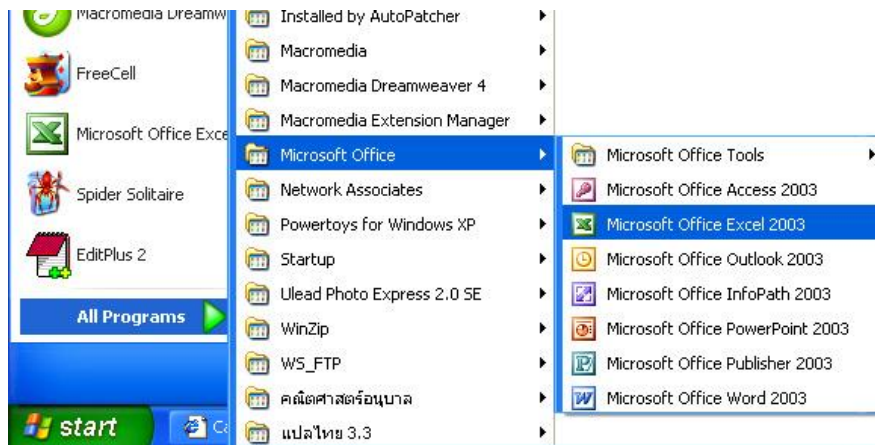 Macromedia Dreamw
FreeCell
Microsoft Office Exce
Spider Solitaire
EditPlus 2
All Programs
start
Installed by AutoPatcher
Macromedia
Macromedia Dreamweaver 4
Macromedia Extension Manager
Microsoft Office
Network Associates
Powertoys for Windows XP
Startup
Ulead Photo Express 2.0 SE
WinZip
WS_FTP
คณิตศาสตร์อนุบาล
แปลไทย 3.3
Microsoft Office Tools
Microsoft Office Access 2003
Microsoft Office Excel 2003
Microsoft Office Outlook 2003
Microsoft Office InfoPath 2003
Microsoft Office PowerPoint 2003
Microsoft Office Publisher 2003
Microsoft Office Word 2003